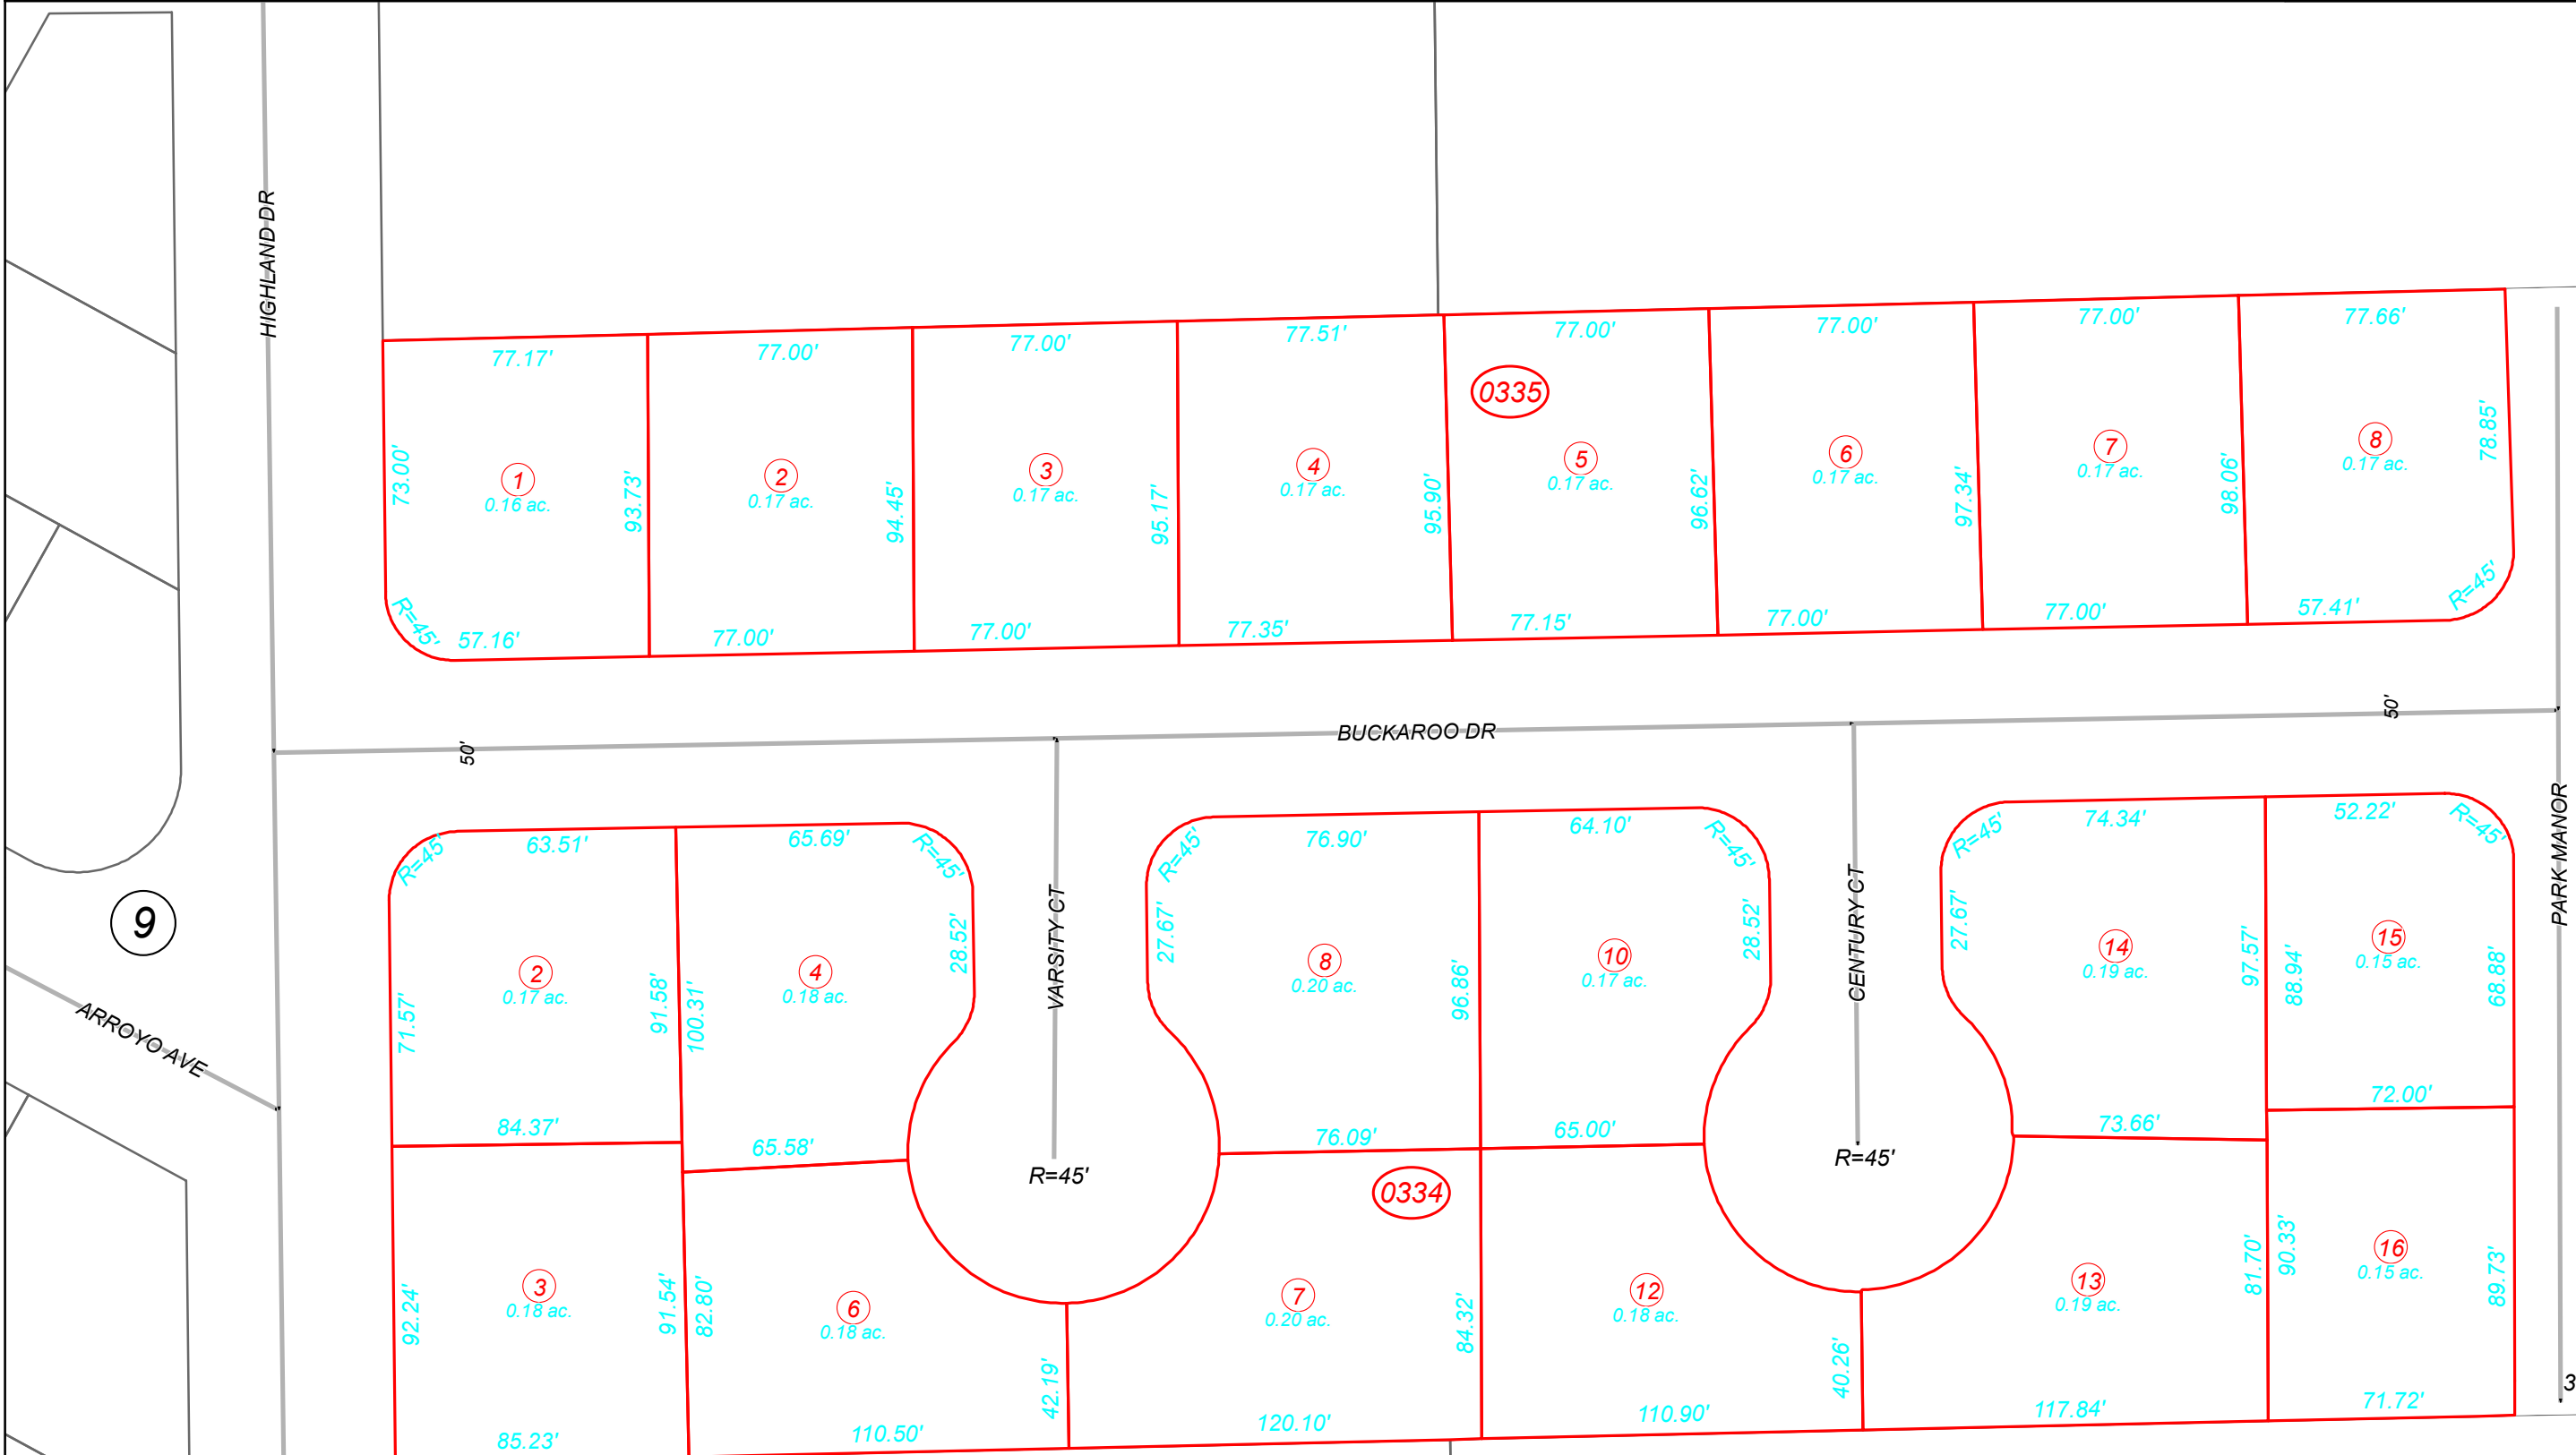 HIGHLAND DR
77.17'
77.00'
77.00'
77.51'
77.00'
77.00'
77.00'
77.66'
0335
73.00'
1
0.16 ac.
93.73'
2
0.17 ac.
94.45'
3
0.17 ac.
95.17'
4
0.17 ac.
95.90'
5
0.17 ac.
96.62'
6
0.17 ac.
97.34'
7
0.17 ac.
98.06'
8
0.17 ac.
78.85'
R=45'
57.16'
77.00'
77.00'
77.35'
77.15'
77.00'
77.00'
57.41'
R=45'
50'
BUCKAROO DR
50'
PARK MANOR
R=45'
63.51'
65.69'
R=45'
R=45'
76.90'
64.10'
R=45'
R=45'
74.34'
52.22'
R=45'
9
ARROYO AVE
71.57'
2
0.17 ac.
91.58'
100.31'
4
0.18 ac.
28.52'
VARSITY CT
27.67'
8
0.20 ac.
96.86'
10
0.17 ac.
28.52'
CENTURY CT
27.67'
14
0.19 ac.
97.57'
88.94'
15
0.15 ac.
68.88'
84.37'
65.58'
R=45'
76.09'
65.00'
R=45'
73.66'
72.00'
0334
92.24'
3
0.18 ac.
91.54'
82.80'
6
0.18 ac.
42.19'
7
0.20 ac.
84.32'
12
0.18 ac.
40.26'
13
0.19 ac.
81.70'
90.33'
16
0.15 ac.
89.73'
85.23'
110.50'
120.10'
110.90'
117.84'
71.72'
3